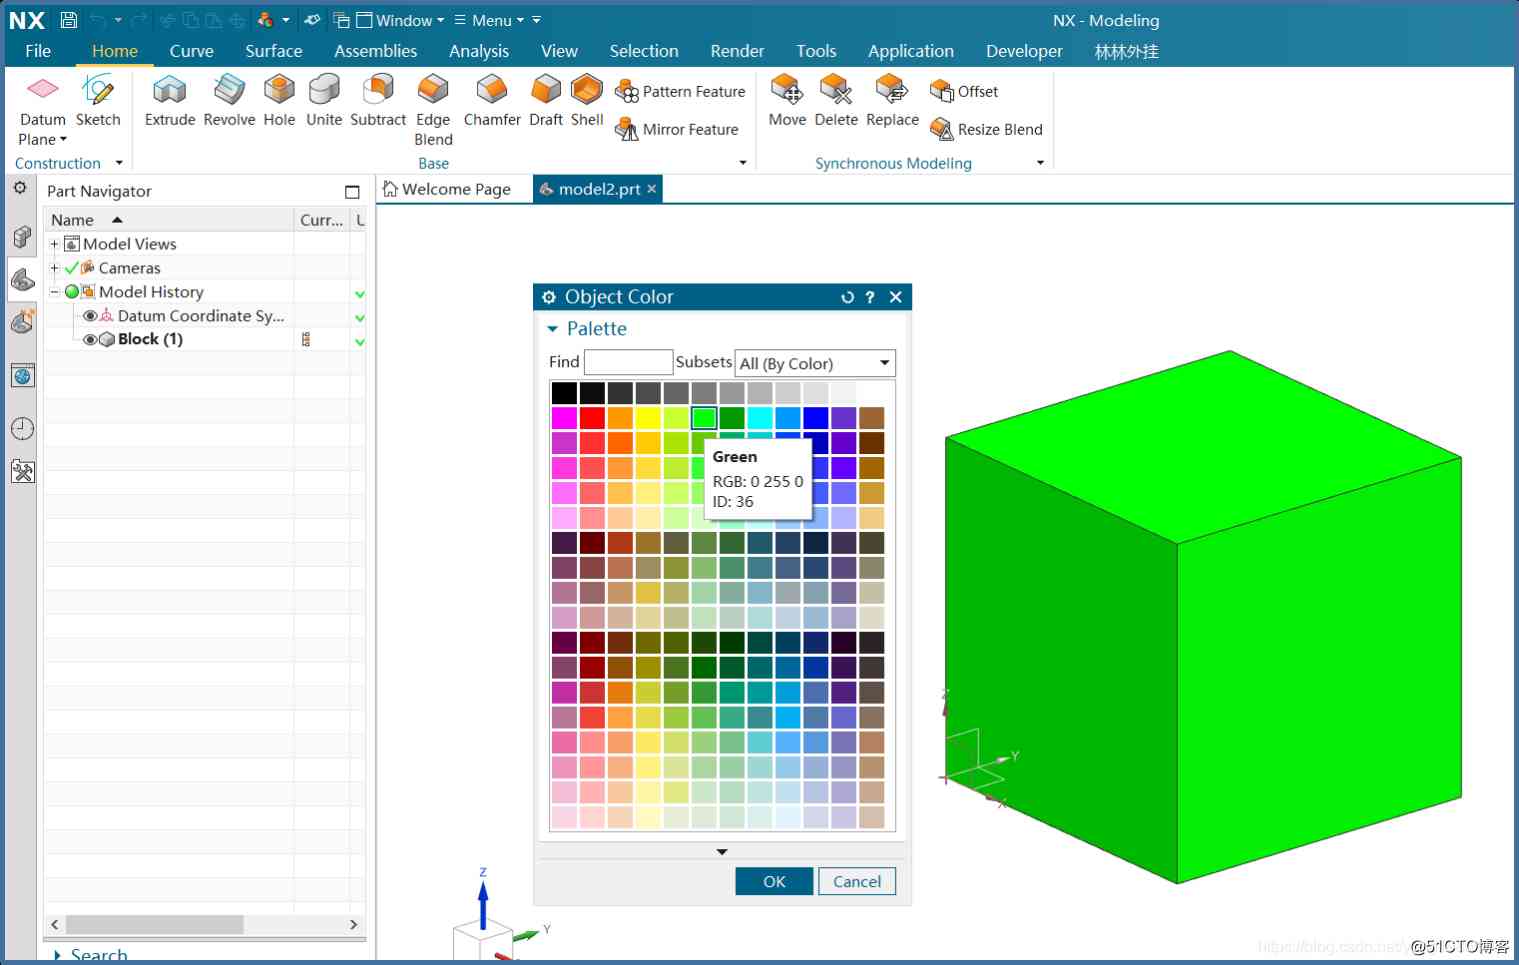 NX Window Menu NX - Modeling
File Home Curve Surface Assemblies Analysis View Selection Render Tools Application Developer 林林外挂
Datum Plane Sketch Extrude Revolve Hole Unite Subtract Edge Blend Chamfer Draft Shell Pattern Feature Mirror Feature Move Delete Replace Offset Resize Blend
Construction Base Synchronous Modeling
Part Navigator
Welcome Page model2.prt
Name Curr... U
Model Views
Cameras
Model History
Datum Coordinate Sy...
Block (1)
Search
Object Color
Palette
Find Subsets All (By Color)
Green
RGB: 0 255 0
ID: 36
OK Cancel
Z
Y
X
Z
Y
@51CTO博客